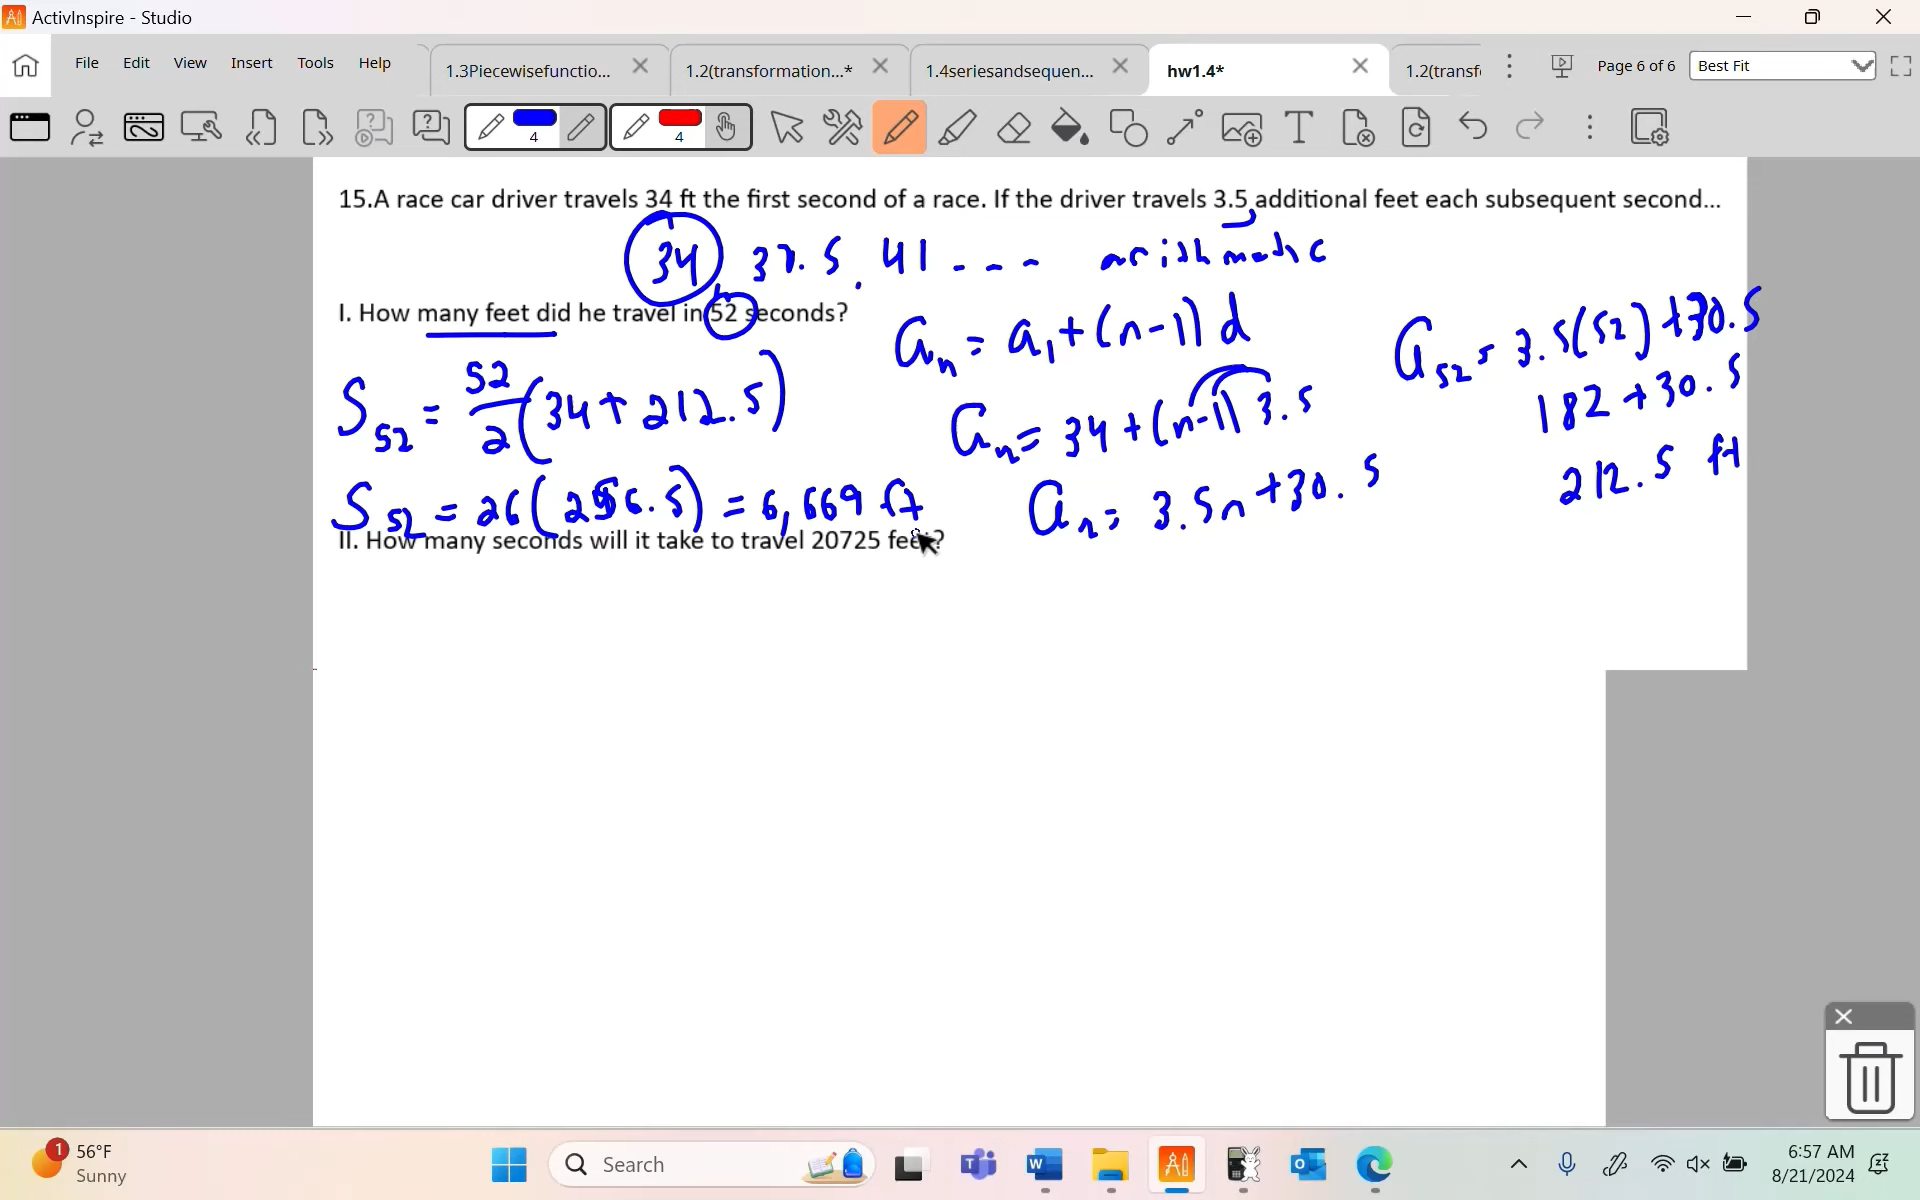 ActivInspire - Studio
File Edit View Insert Tools Help
1.3Piecewisefunctio... 1.2(transformation...* 1.4seriesandsequen... hw1.4* 1.2(transf
Page 6 of 6 Best Fit
4 4
15.A race car driver travels 34 ft the first second of a race. If the driver travels 3.5 additional feet each subsequent second...
34 37.5, 41 - - - arithmetic
I. How many feet did he travel in 52 seconds?
aₙ = a₁ + (n-1) d
a₅₂ = 3.5(52) + 30.5
S₅₂ = 52/2 (34 + 212.5)
aₙ = 34 + (n-1) 3.5
182 + 30.5
S₅₂ = 26 (246.5) = 6,669 ft
aₙ = 3.5n + 30.5
212.5 ft
II. How many seconds will it take to travel 20725 feet?
1
56°F
Sunny
Search
6:57 AM
8/21/2024